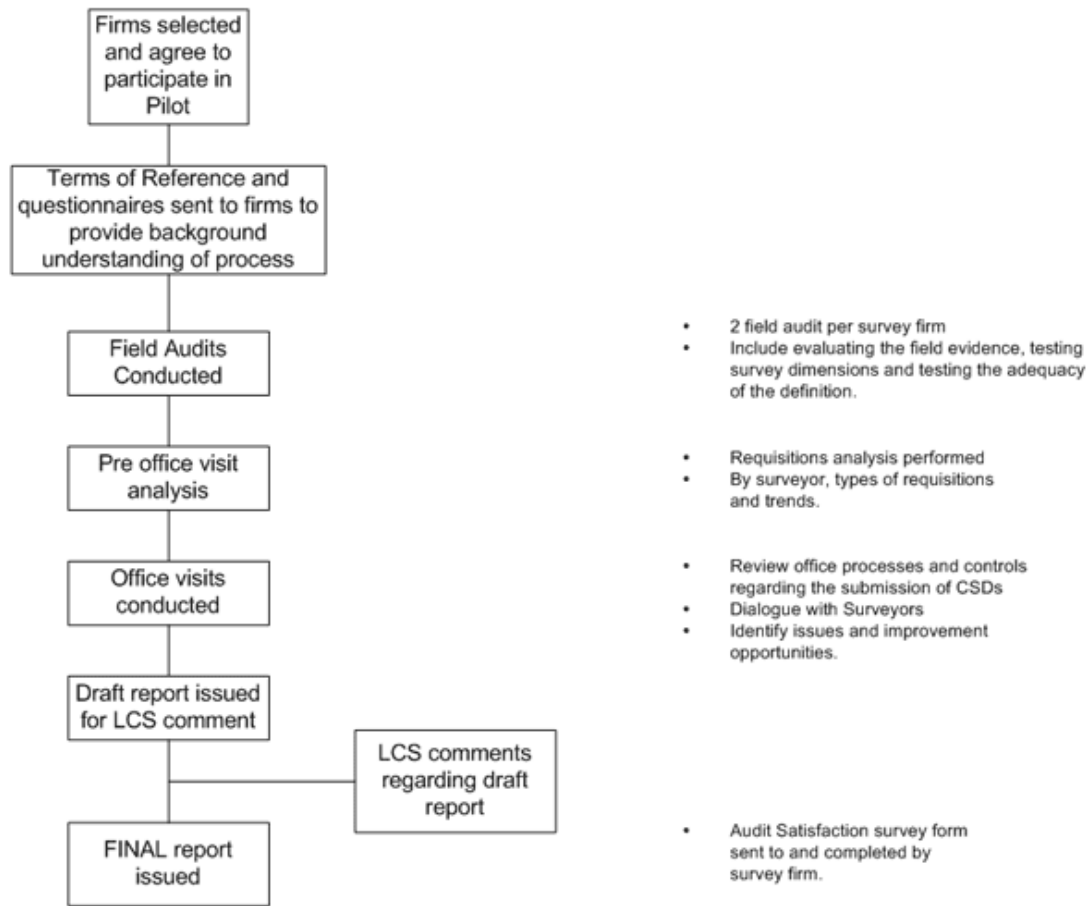 Firms selected
and agree to
participate in
Pilot
Terms of Reference and
questionnaires sent to firms to
provide background
understanding of process
Field Audits
Conducted
• 2 field audit per survey firm
• Include evaluating the field evidence, testing
survey dimensions and testing the adequacy
of the definition.
Pre office visit
analysis
• Requisitions analysis performed
• By surveyor, types of requisitions
and trends.
Office visits
conducted
• Review office processes and controls
regarding the submission of CSDs
• Dialogue with Surveyors
• Identify issues and improvement
opportunities.
Draft report issued
for LCS comment
LCS comments
regarding draft
report
FINAL report
issued
• Audit Satisfaction survey form
sent to and completed by
survey firm.